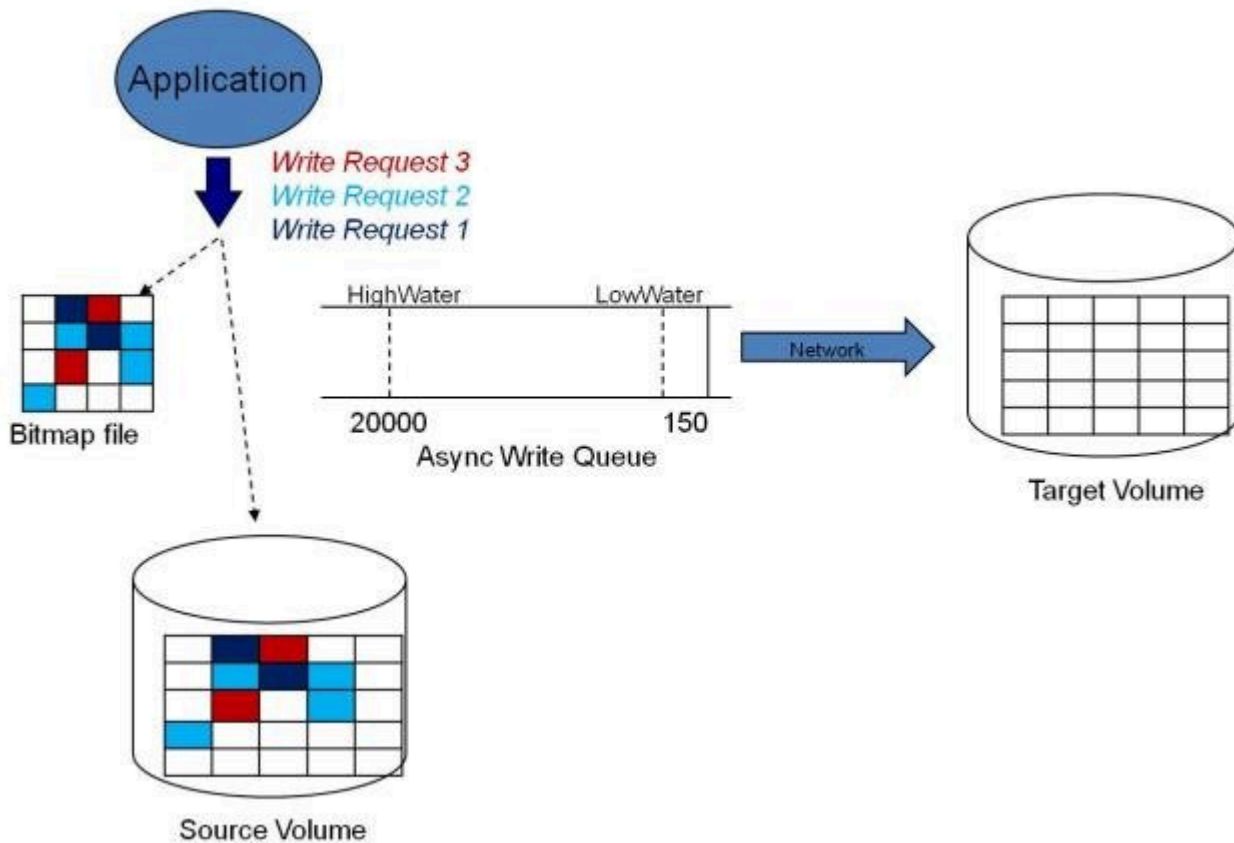 Application
Write Request 3
Write Request 2
Write Request 1
HighWater
LowWater
Network
20000
150
Async Write Queue
Bitmap file
Target Volume
Source Volume